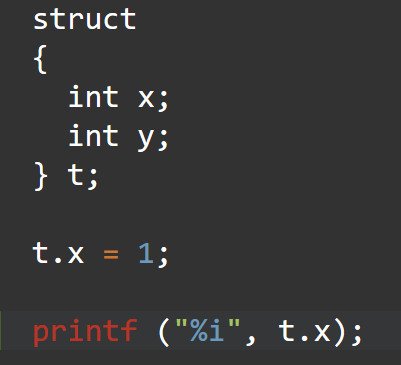 struct
{
  int x;
  int y;
} t;

t.x = 1;

printf ("%i", t.x);